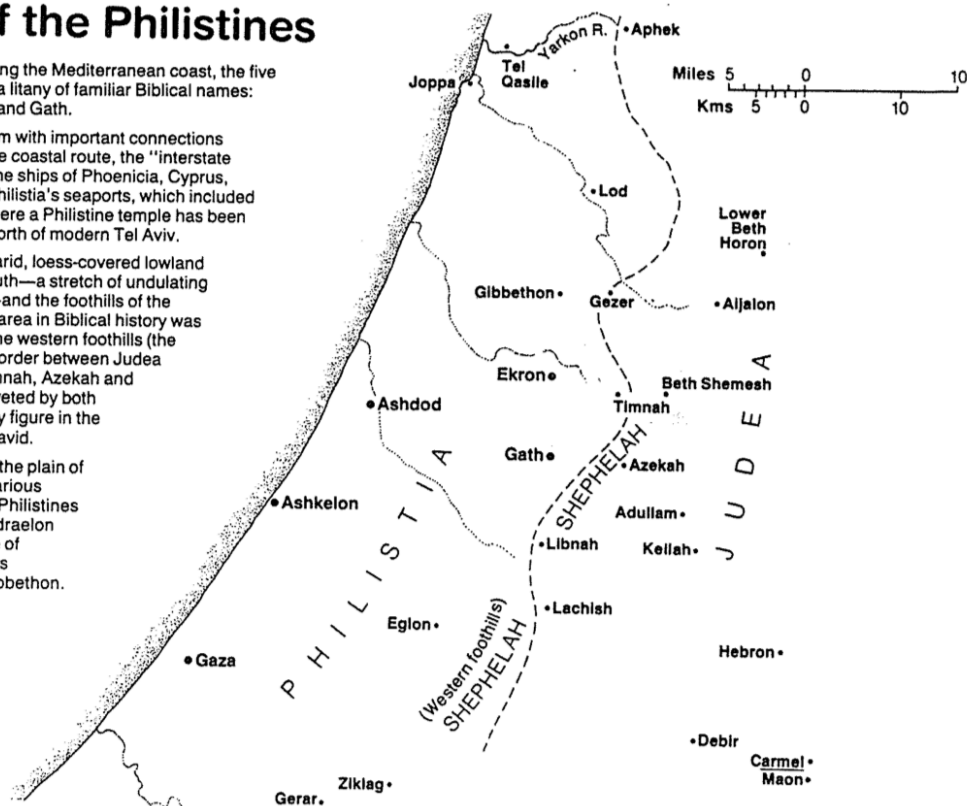 f the Philistines
ng the Mediterranean coast, the five
a litany of familiar Biblical names:
and Gath.
m with important connections
e coastal route, the "interstate
ne ships of Phoenicia, Cyprus,
hilistia's seaports, which included
ere a Philistine temple has been
orth of modern Tel Aviv.
arid, loess-covered lowland
uth—a stretch of undulating
-and the foothills of the
area in Biblical history was
ne western foothills (the
order between Judea
nnah, Azekah and
veted by both
y figure in the
avid.
the plain of
arious
Philistines
draelon
of
s
obethon.
Yarkon R.
Aphek
Tel
Qasile
Joppa
Miles 5 0 10
Kms 5 0 10
Lod
Lower
Beth
Horon
Gibbethon
Gezer
Aijalon
Ekron
Beth Shemesh
Timnah
Ashdod
Gath
Azekah
SHEPHELAH
JUDEA
Ashkelon
Adullam
Libnah
Keilah
PHILISTIA
Lachish
Eglon
(Western foothills)
SHEPHELAH
Hebron
Gaza
Debir
Carmel
Maon
Ziklag
Gerar